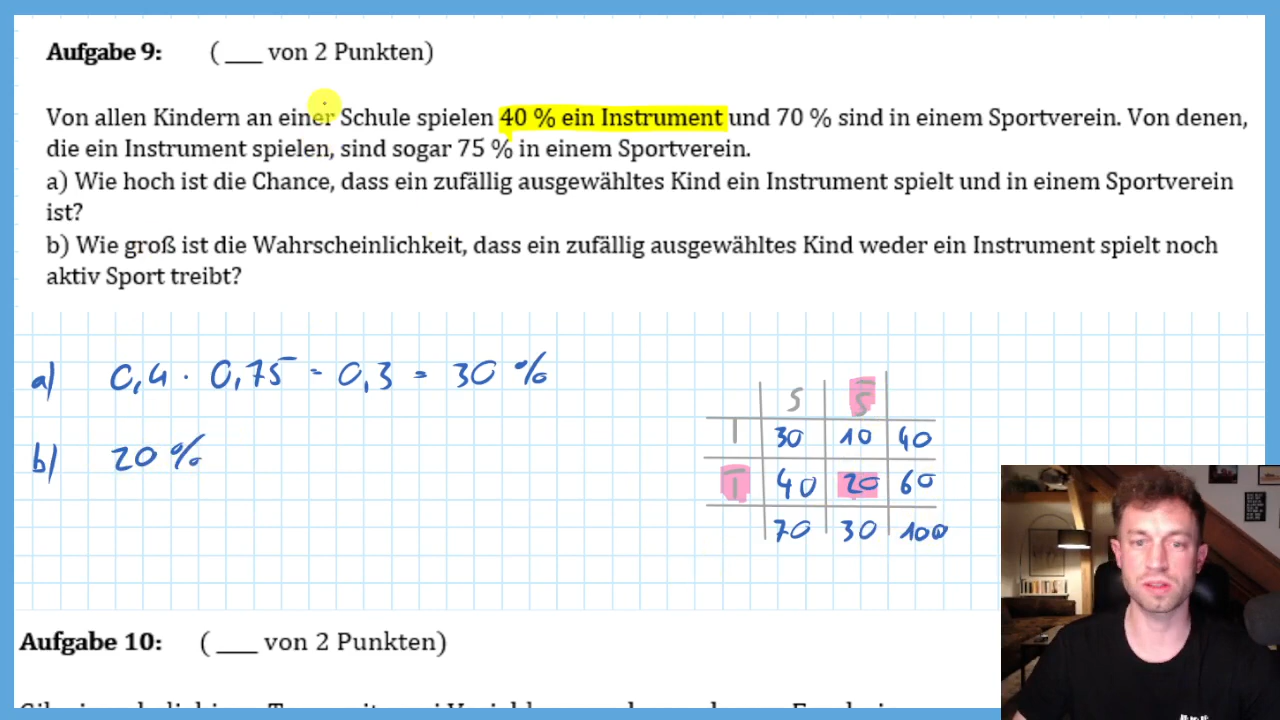 Aufgabe 9: ( ___ von 2 Punkten)
Von allen Kindern an einer Schule spielen 40 % ein Instrument und 70 % sind in einem Sportverein. Von denen,
die ein Instrument spielen, sind sogar 75 % in einem Sportverein.
a) Wie hoch ist die Chance, dass ein zufällig ausgewähltes Kind ein Instrument spielt und in einem Sportverein
ist?
b) Wie groß ist die Wahrscheinlichkeit, dass ein zufällig ausgewähltes Kind weder ein Instrument spielt noch
aktiv Sport treibt?
a) 0,4 · 0,75 = 0,3 = 30 %
b) 20 %
S S̅
I 30 10 40
I̅ 40 20 60
70 30 100
Aufgabe 10: ( ___ von 2 Punkten)